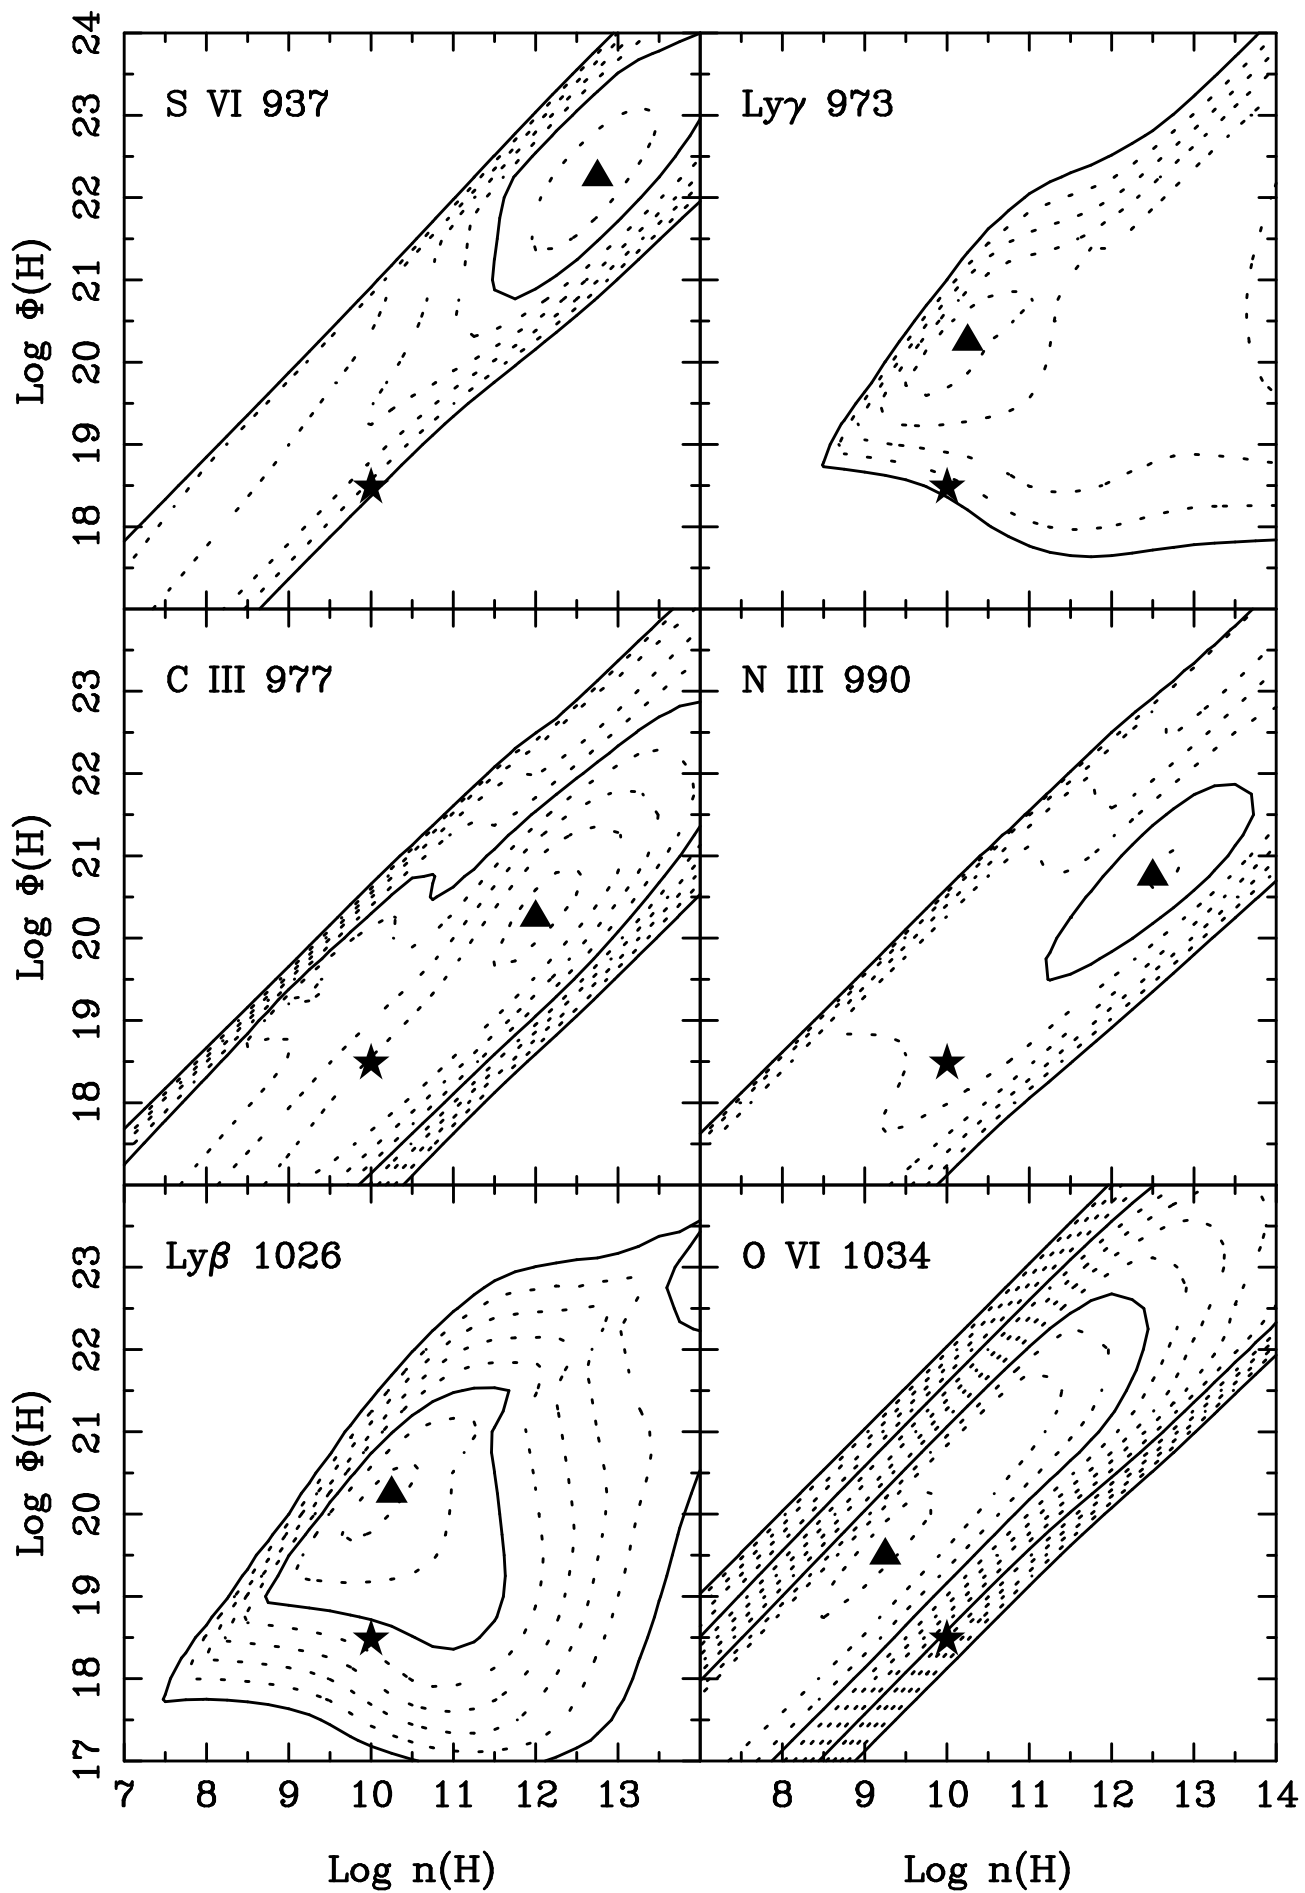 24
23
22
21
20
19
18
Log Φ(H)
S VI 937
Lyγ 973
23
22
21
20
19
18
Log Φ(H)
C III 977
N III 990
23
22
21
20
19
18
17
Log Φ(H)
Lyβ 1026
O VI 1034
7 8 9 10 11 12 13 8 9 10 11 12 13 14
Log n(H) Log n(H)